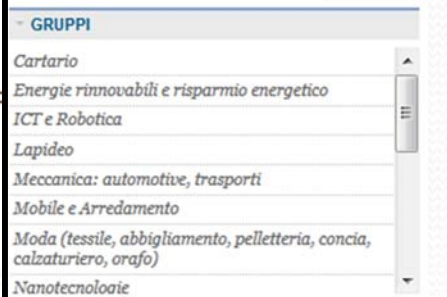 GRUPPI
Cartario
Energie rinnovabili e risparmio energetico
ICT e Robotica
Lapideo
Meccanica: automotive, trasporti
Mobile e Arredamento
Moda (tessile, abbigliamento, pelletteria, concia,
calzaturiero, orafo)
Nanotecnologie